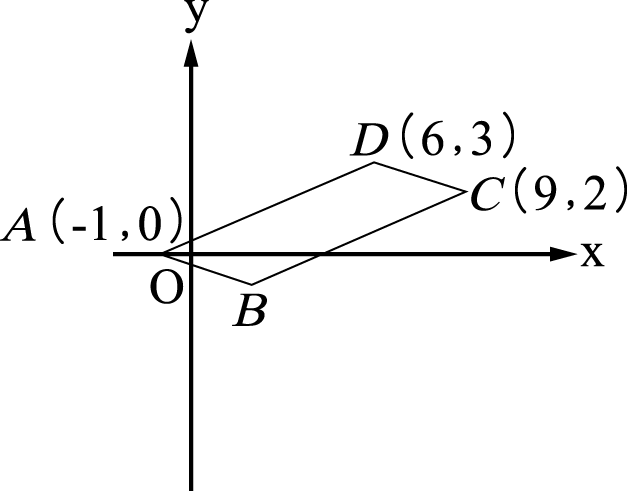 y
D(6,3)
C(9,2)
A(-1,0)
x
O
B